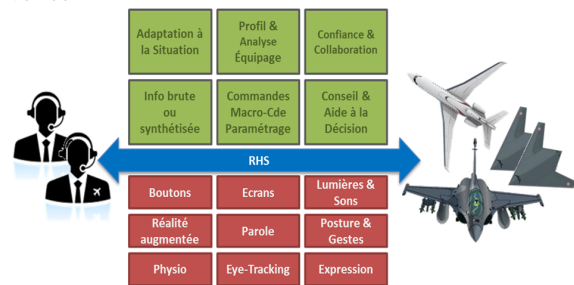 Adaptation à
la Situation
Profil &
Analyse
Équipage
Confiance &
Collaboration
Info brute
ou
synthétisée
Commandes
Macro-Cde
Paramétrage
Conseil &
Aide à la
Décision
RHS
Boutons
Ecrans
Lumières &
Sons
Réalité
augmentée
Parole
Posture &
Gestes
Physio
Eye-Tracking
Expression